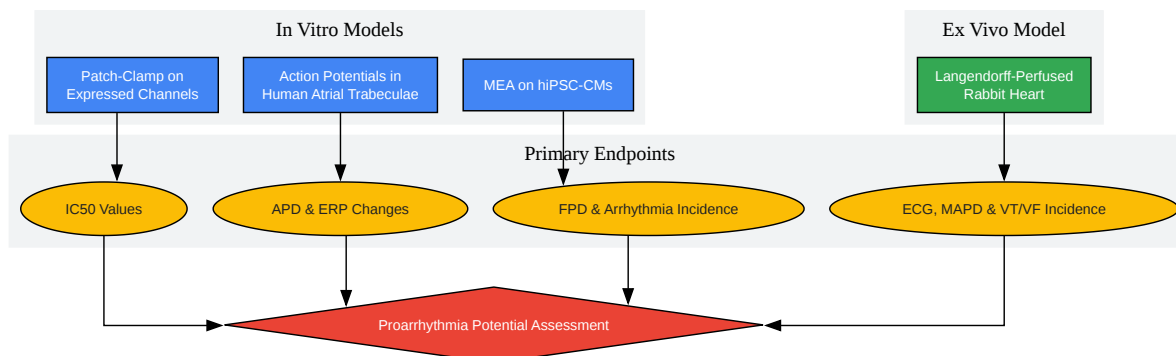 In Vitro Models
Ex Vivo Model
Patch-Clamp on
Expressed Channels
Action Potentials in
Human Atrial Trabeculae
MEA on hiPSC-CMs
Langendorff-Perfused
Rabbit Heart
Primary Endpoints
IC50 Values
APD & ERP Changes
FPD & Arrhythmia Incidence
ECG, MAPD & VT/VF Incidence
Proarrhythmia Potential Assessment